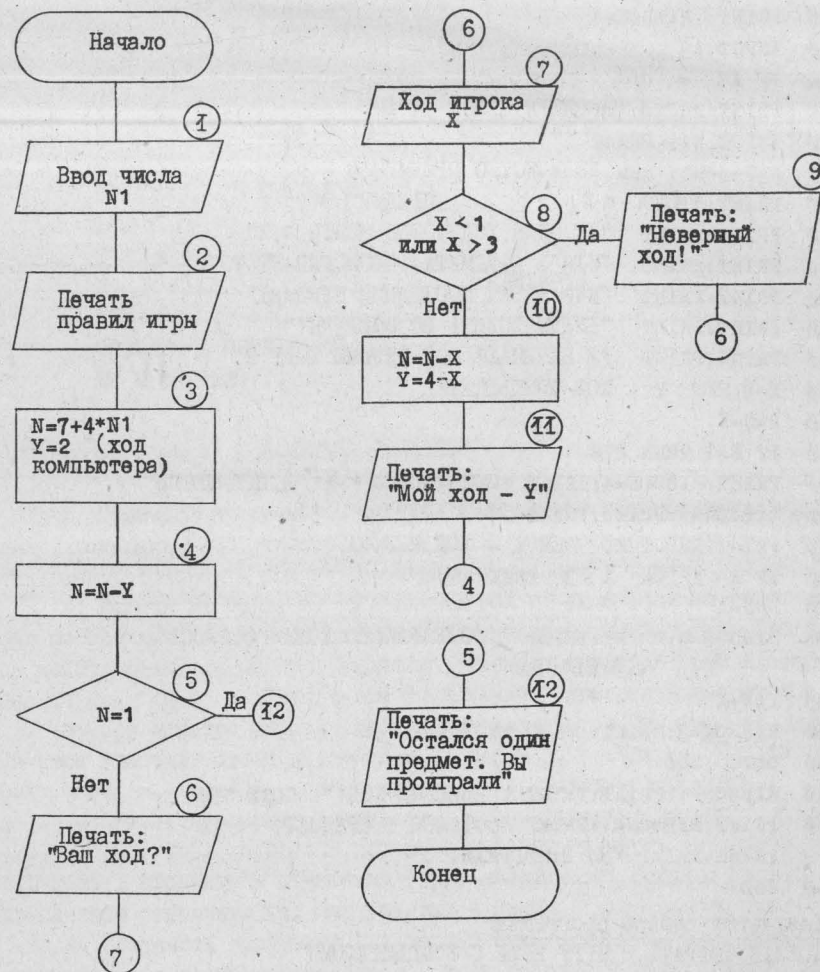 Начало
1
Ввод числа
N1
2
Печать
правил игры
3
N=7+4*N1
Y=2 (ход
компьютера)
4
N=N-Y
5
N=1
Да
12
Нет
6
Печать:
"Ваш ход?"
7
6
7
Ход игрока
X
8
X < 1
или X > 3
Да
9
Печать:
"Неверный
ход!"
6
Нет
10
N=N-X
Y=4-X
11
Печать:
"Мой ход - Y"
4
5
12
Печать:
"Остался один
предмет. Вы
проиграли"
Конец